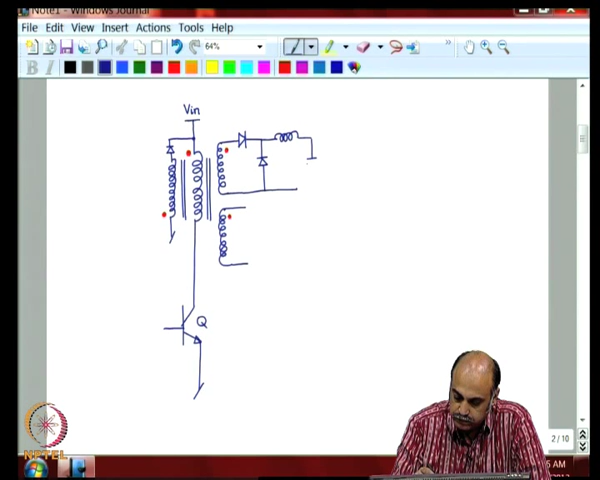 Note1 - Windows Journal
File Edit View Insert Actions Tools Help
64%
B I
Vin
Q
2 / 10
NPTEL